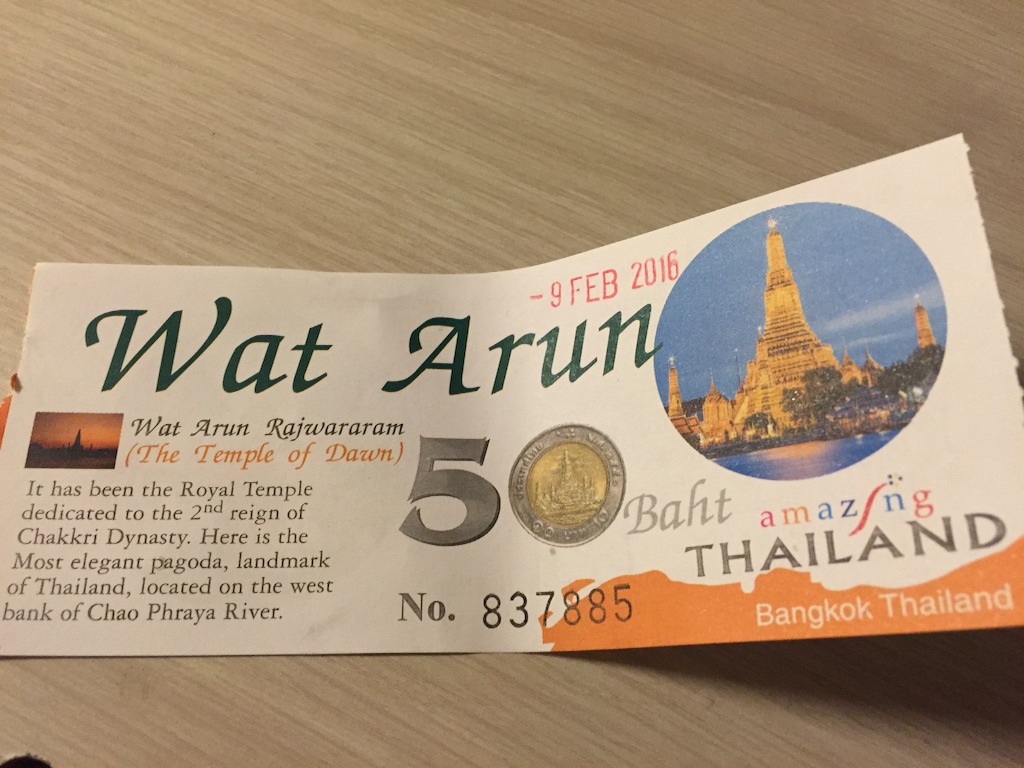 - 9 FEB 2016
Wat Arun
Wat Arun Rajwararam
(The Temple of Dawn)
It has been the Royal Temple
dedicated to the 2nd reign of
Chakkri Dynasty. Here is the
Most elegant pagoda, landmark
of Thailand, located on the west
bank of Chao Phraya River.
5 Baht
No. 837885
amazing
THAILAND
Bangkok Thailand